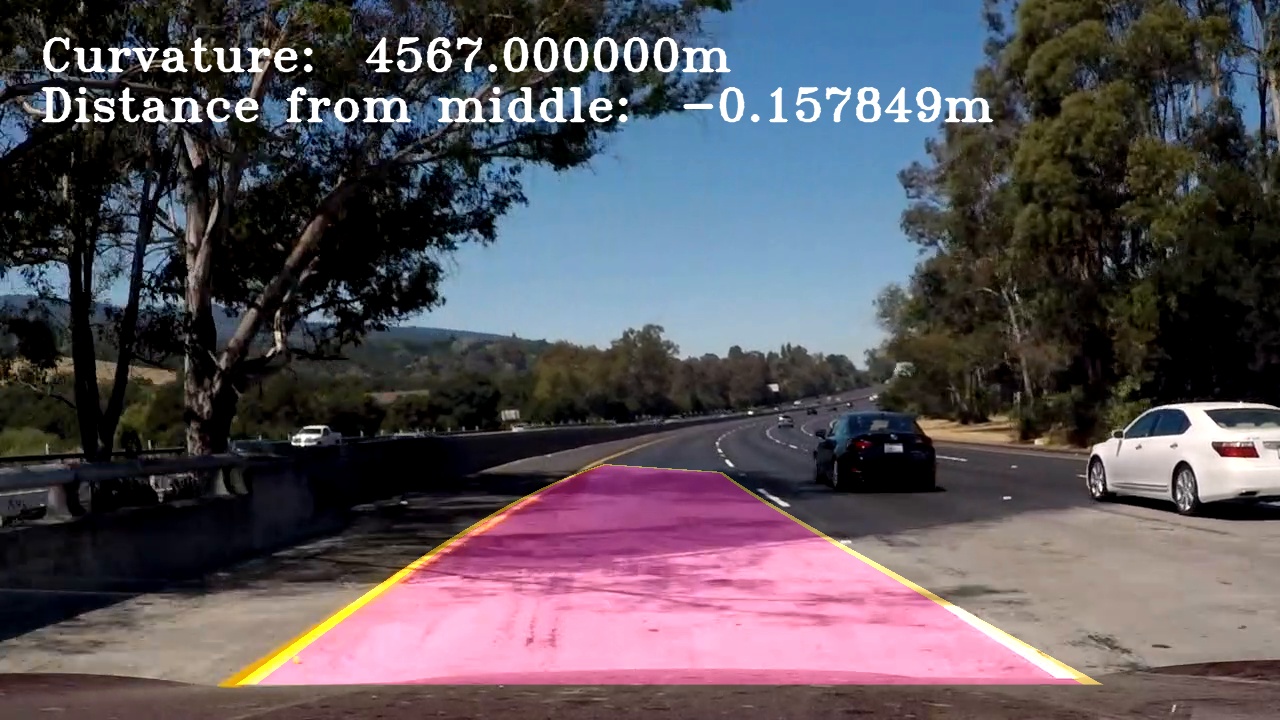 Curvature: 4567.000000m
Distance from middle: −0.157849m